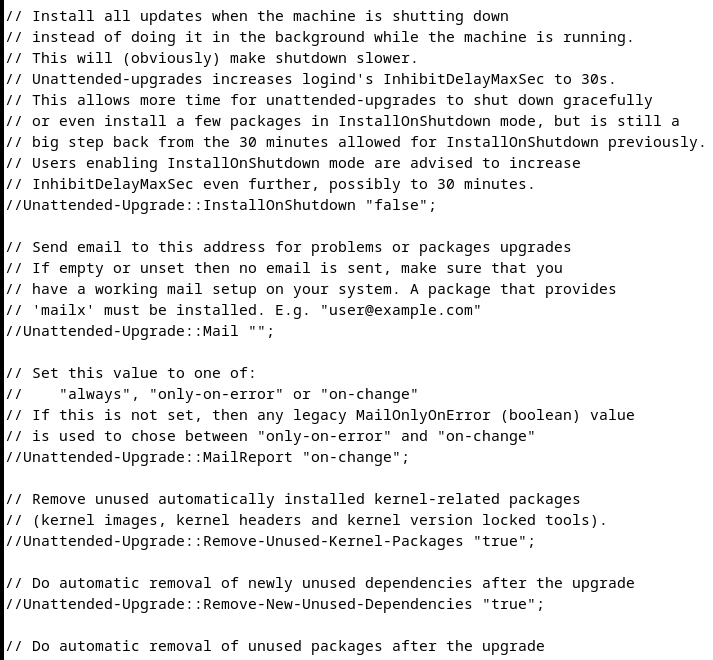 // Install all updates when the machine is shutting down
// instead of doing it in the background while the machine is running.
// This will (obviously) make shutdown slower.
// Unattended-upgrades increases logind's InhibitDelayMaxSec to 30s.
// This allows more time for unattended-upgrades to shut down gracefully
// or even install a few packages in InstallOnShutdown mode, but is still a
// big step back from the 30 minutes allowed for InstallOnShutdown previously.
// Users enabling InstallOnShutdown mode are advised to increase
// InhibitDelayMaxSec even further, possibly to 30 minutes.
//Unattended-Upgrade::InstallOnShutdown "false";

// Send email to this address for problems or packages upgrades
// If empty or unset then no email is sent, make sure that you
// have a working mail setup on your system. A package that provides
// 'mailx' must be installed. E.g. "user@example.com"
//Unattended-Upgrade::Mail "";

// Set this value to one of:
//    "always", "only-on-error" or "on-change"
// If this is not set, then any legacy MailOnlyOnError (boolean) value
// is used to chose between "only-on-error" and "on-change"
//Unattended-Upgrade::MailReport "on-change";

// Remove unused automatically installed kernel-related packages
// (kernel images, kernel headers and kernel version locked tools).
//Unattended-Upgrade::Remove-Unused-Kernel-Packages "true";

// Do automatic removal of newly unused dependencies after the upgrade
//Unattended-Upgrade::Remove-New-Unused-Dependencies "true";

// Do automatic removal of unused packages after the upgrade